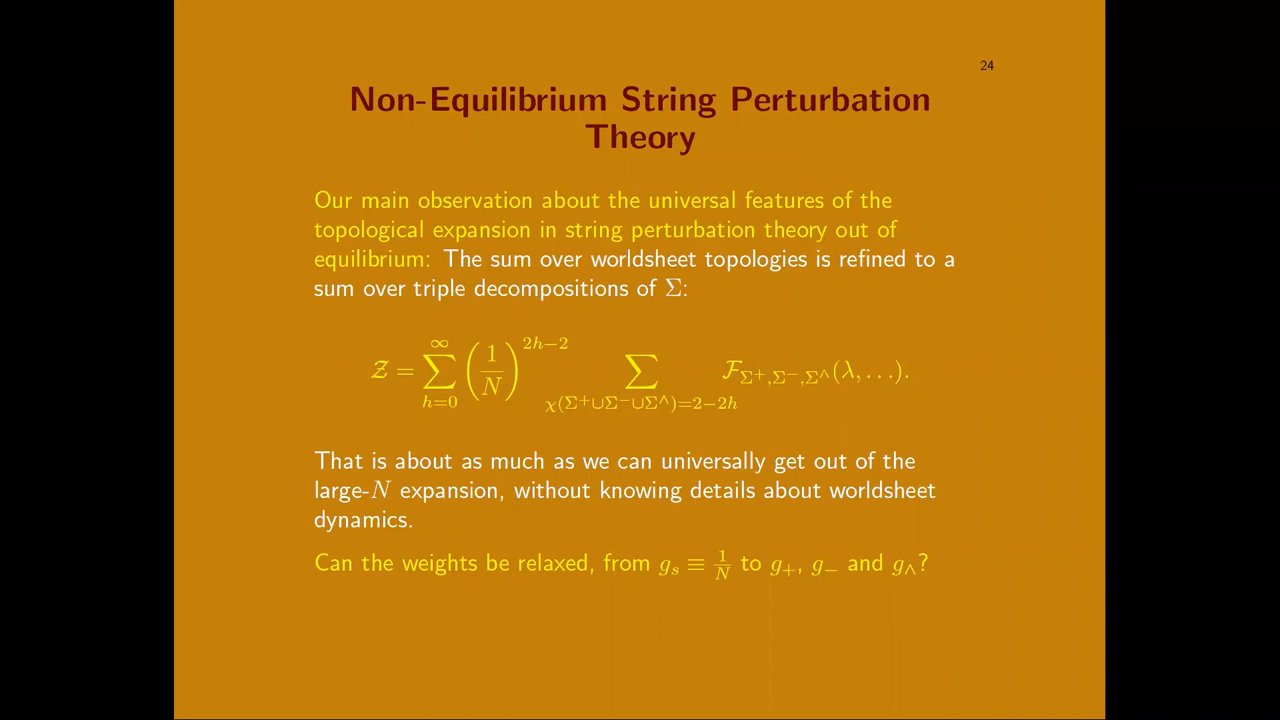 24
Non-Equilibrium String Perturbation
Theory
Our main observation about the universal features of the
topological expansion in string perturbation theory out of
equilibrium: The sum over worldsheet topologies is refined to a
sum over triple decompositions of Σ:
𝒵 = ∑_{h=0}^{∞} (1/N)^{2h−2} ∑_{χ(Σ⁺∪Σ⁻∪Σ^∧)=2−2h} ℱ_{Σ⁺,Σ⁻,Σ^∧}(λ, . . .).
That is about as much as we can universally get out of the
large-N expansion, without knowing details about worldsheet
dynamics.
Can the weights be relaxed, from g_s ≡ 1/N to g₊, g₋ and g_∧?